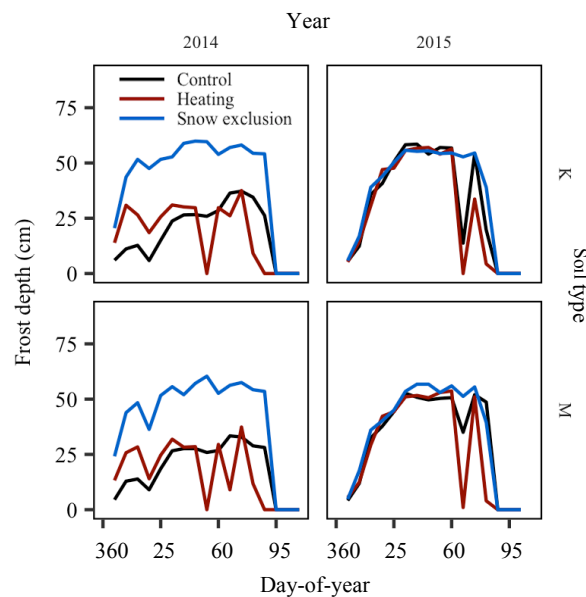 Year
2014
2015
Control
Heating
Snow exclusion
75
50
25
0
K
75
50
25
0
M
Frost depth (cm)
Soil type
360
25
60
95
360
25
60
95
Day-of-year